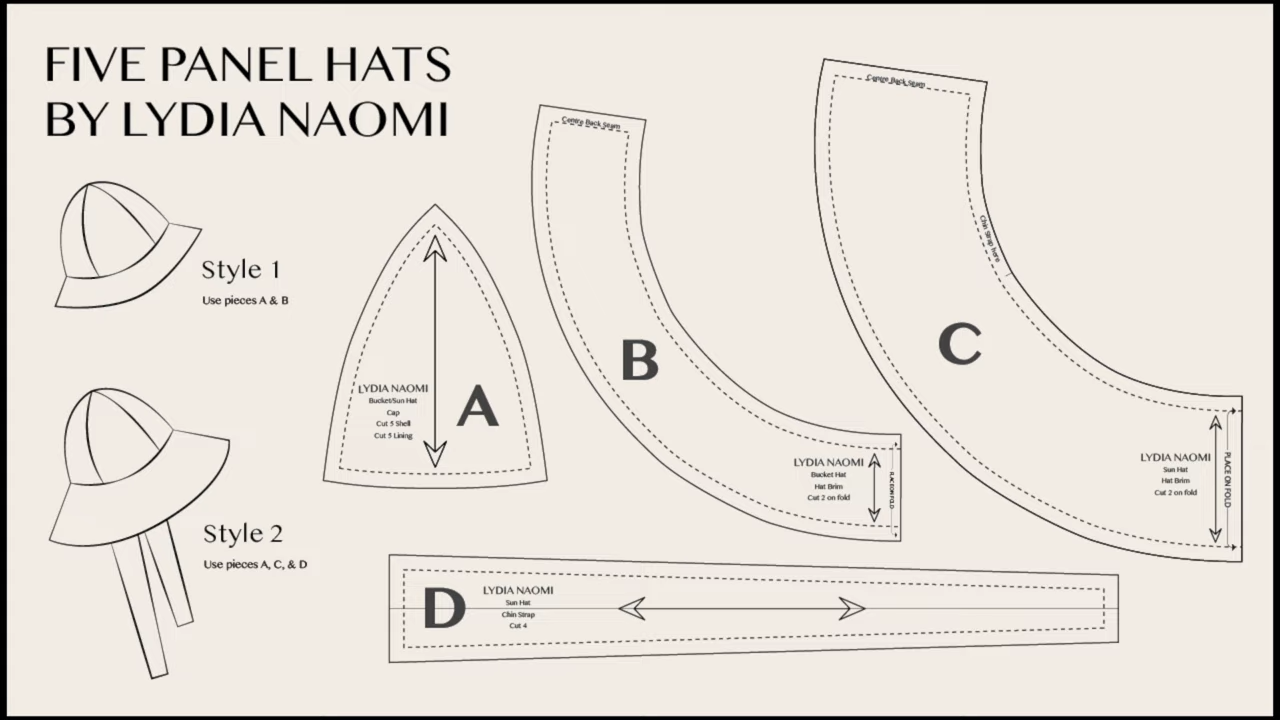 FIVE PANEL HATS
BY LYDIA NAOMI
Style 1
Use pieces A & B
Style 2
Use pieces A, C, & D
LYDIA NAOMI
Bucket/Sun Hat
Cap
Cut 5 Shell
Cut 5 Lining
A
Centre Back Seam
B
LYDIA NAOMI
Bucket Hat
Hat Brim
Cut 2 on fold
PLACE ON FOLD
Centre Back Seam
Chin Strap here
C
LYDIA NAOMI
Sun Hat
Hat Brim
Cut 2 on fold
PLACE ON FOLD
D
LYDIA NAOMI
Sun Hat
Chin Strap
Cut 4